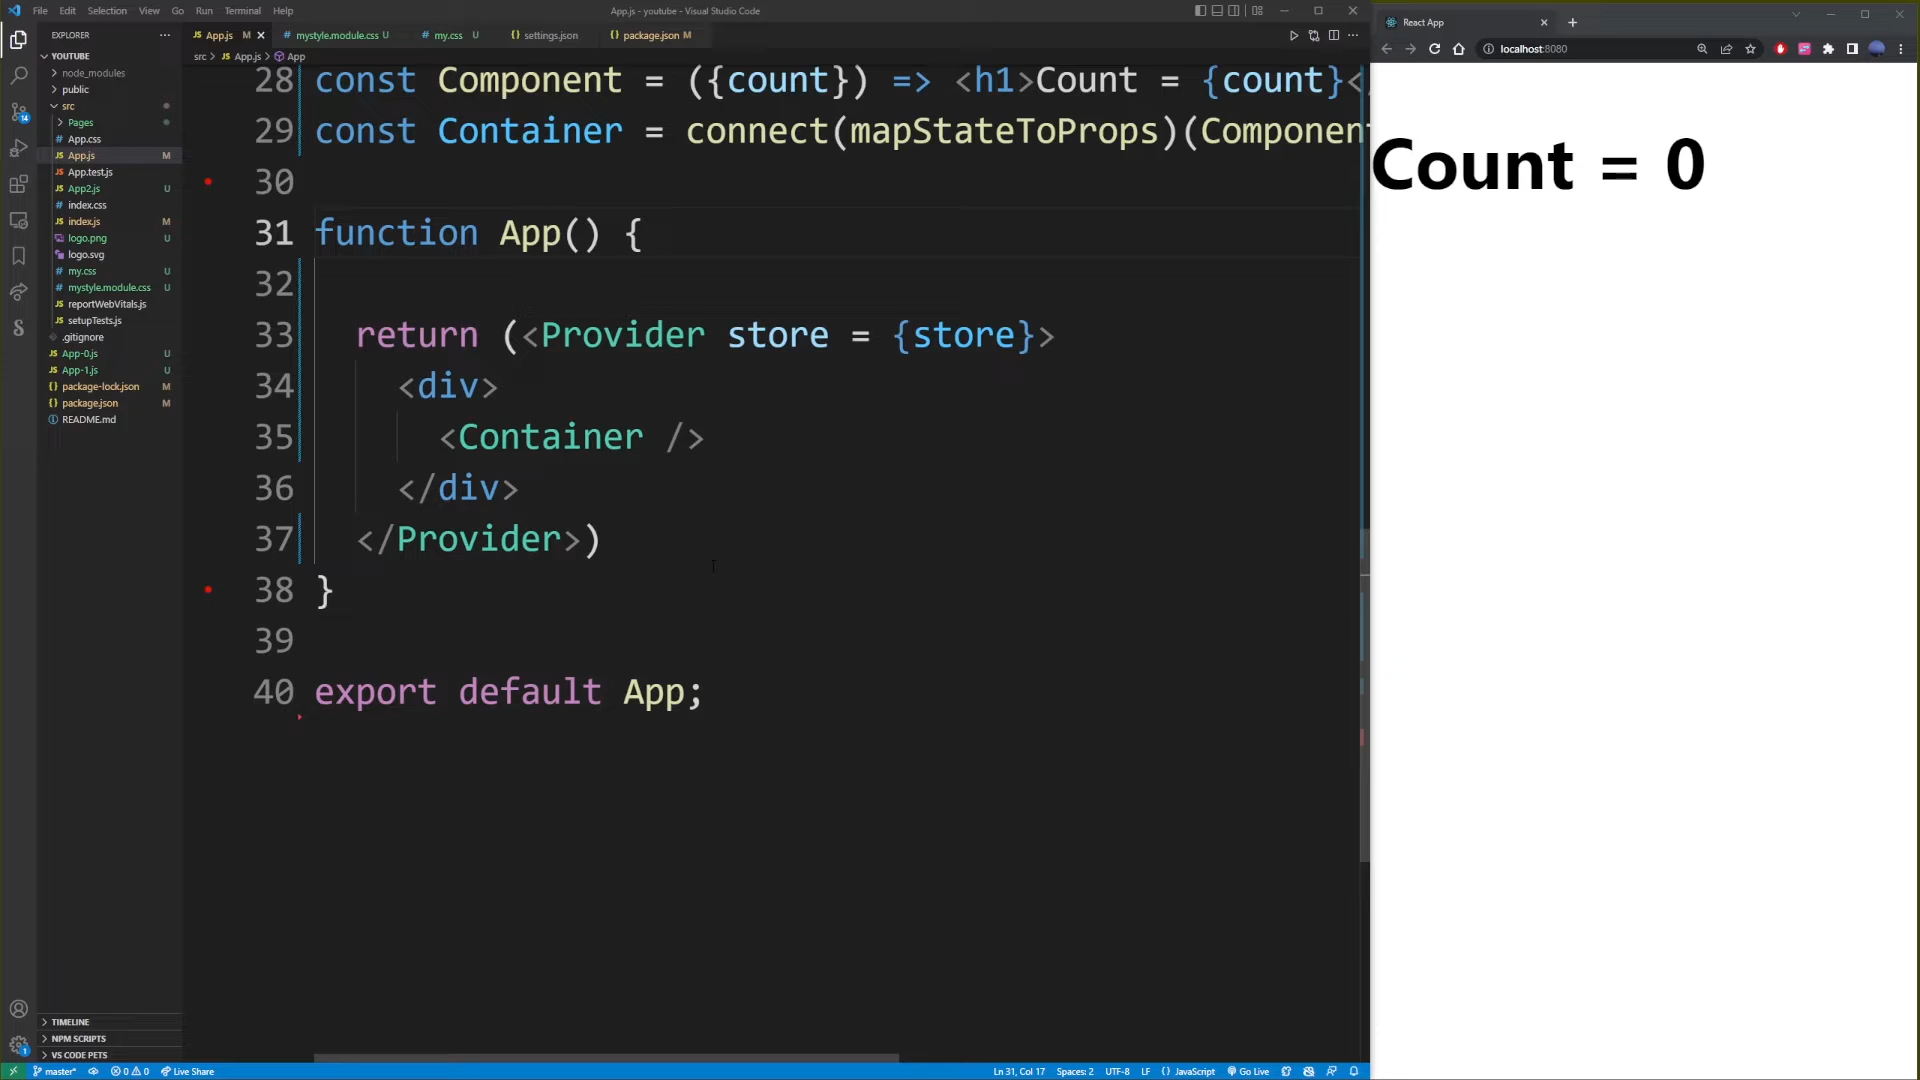 File Edit Selection View Go Run Terminal Help
App.js - youtube - Visual Studio Code
EXPLORER
YOUTUBE
node_modules
public
src
Pages
App.css
App.js M
App.test.js
App2.js U
index.css
index.js M
logo.png U
logo.svg
my.css U
mystyle.module.css U
reportWebVitals.js
setupTests.js
.gitignore
App-0.js U
App-1.js U
package-lock.json M
package.json M
README.md
TIMELINE
NPM SCRIPTS
VS CODE PETS
App.js M mystyle.module.css U my.css U settings.json package.json M
src > App.js > App
28 const Component = ({count}) => <h1>Count = {count}<
29 const Container = connect(mapStateToProps)(Componen
30
31 function App() {
32
33 return (<Provider store = {store}>
34 <div>
35 <Container />
36 </div>
37 </Provider>)
38 }
39
40 export default App;
master* 0 0 Live Share
Ln 31, Col 17 Spaces: 2 UTF-8 LF {} JavaScript Go Live
React App
localhost:8080
Count = 0